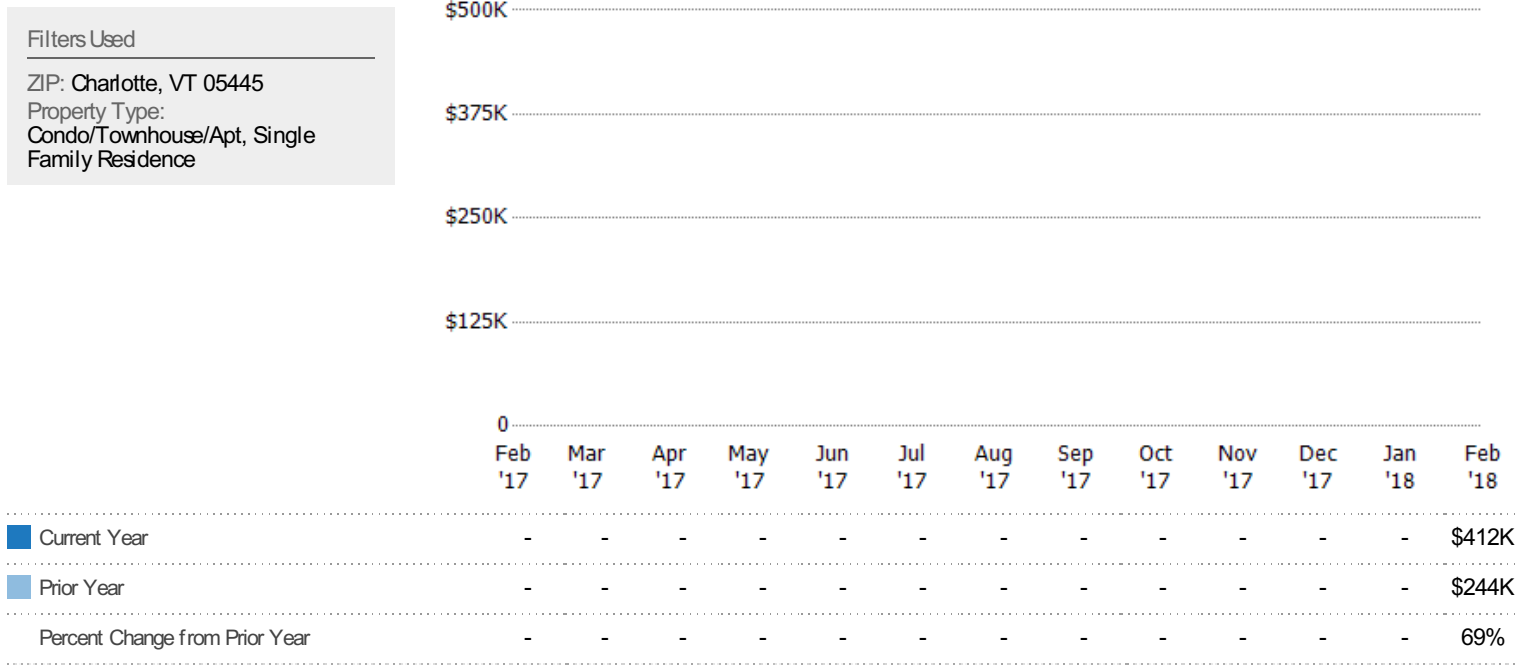 Filters Used
ZIP: Charlotte, VT 05445
Property Type:
Condo/Townhouse/Apt, Single
Family Residence
$500K
$375K
$250K
$125K
0
Feb Mar Apr May Jun Jul Aug Sep Oct Nov Dec Jan Feb
'17 '17 '17 '17 '17 '17 '17 '17 '17 '17 '17 '18 '18
Current Year - - - - - - - - - - - - $412K
Prior Year - - - - - - - - - - - - $244K
Percent Change from Prior Year - - - - - - - - - - - - 69%